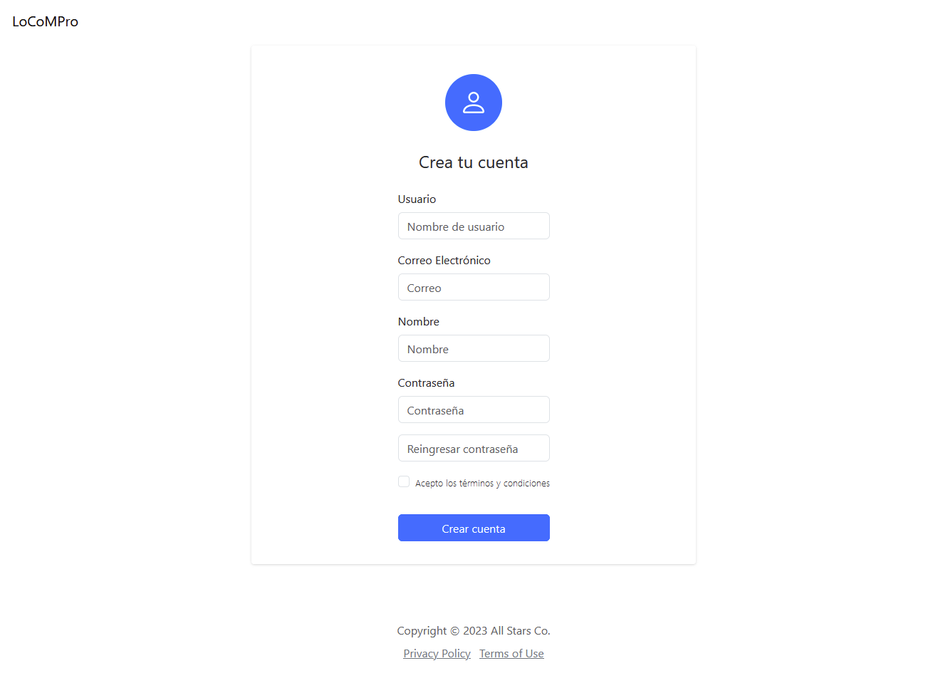 LoCoMPro
Crea tu cuenta
Usuario
Nombre de usuario
Correo Electrónico
Correo
Nombre
Nombre
Contraseña
Contraseña
Reingresar contraseña
Acepto los términos y condiciones
Crear cuenta
Copyright © 2023 All Stars Co.
Privacy Policy Terms of Use